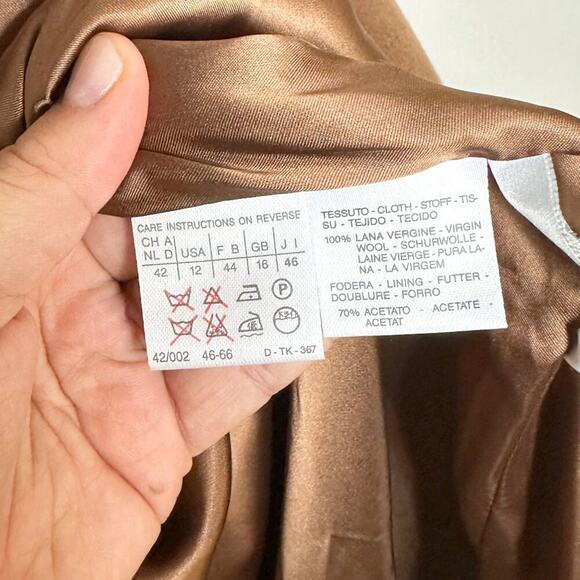 CARE INSTRUCTIONS ON REVERSE
CH A USA F B GB J I
NL D
42 12 44 16 46
P
42/002 46-66 D-TK-367
TESSUTO - CLOTH - STOFF - TIS-
SU - TEJIDO - TECIDO
100% LANA VERGINE - VIRGIN
WOOL - SCHURWOLLE -
LAINE VIERGE - PURA LA-
NA - LA VIRGEM
FODERA - LINING - FUTTER -
DOUBLURE - FORRO
70% ACETATO - ACETATE -
ACETAT